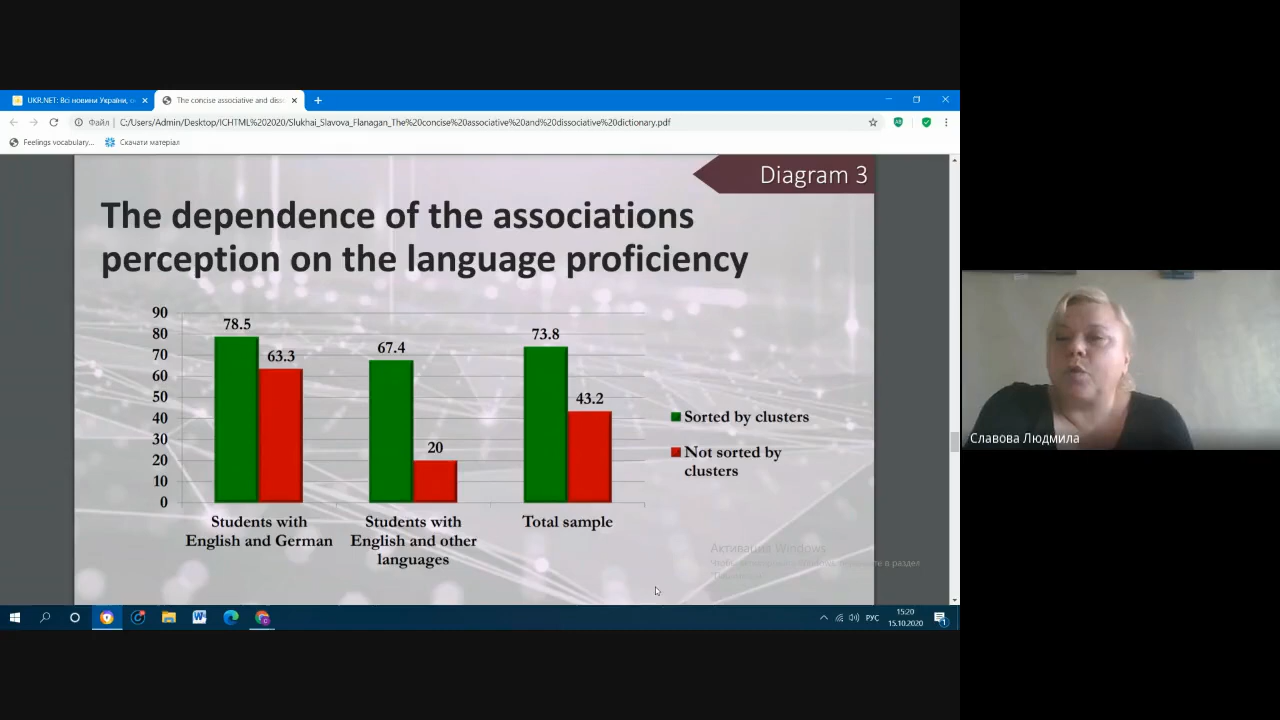 UKR.NET: Всі новини України,
The concise associative and diss
Файл
C:/Users/Admin/Desktop/ICHTML%202020/Slukhai_Slavova_Flanagan_The%20concise%20associative%20and%20dissociative%20dictionary.pdf
Feelings vocabulary...
Скачати матеріал
Diagram 3
The dependence of the associations
perception on the language proficiency
90
80
70
60
50
40
30
20
10
0
78.5
63.3
67.4
20
73.8
43.2
Students with
English and German
Students with
English and other
languages
Total sample
Sorted by clusters
Not sorted by
clusters
Активация Windows
в раздел
Славова Людмила
РУС
15:20
15.10.2020